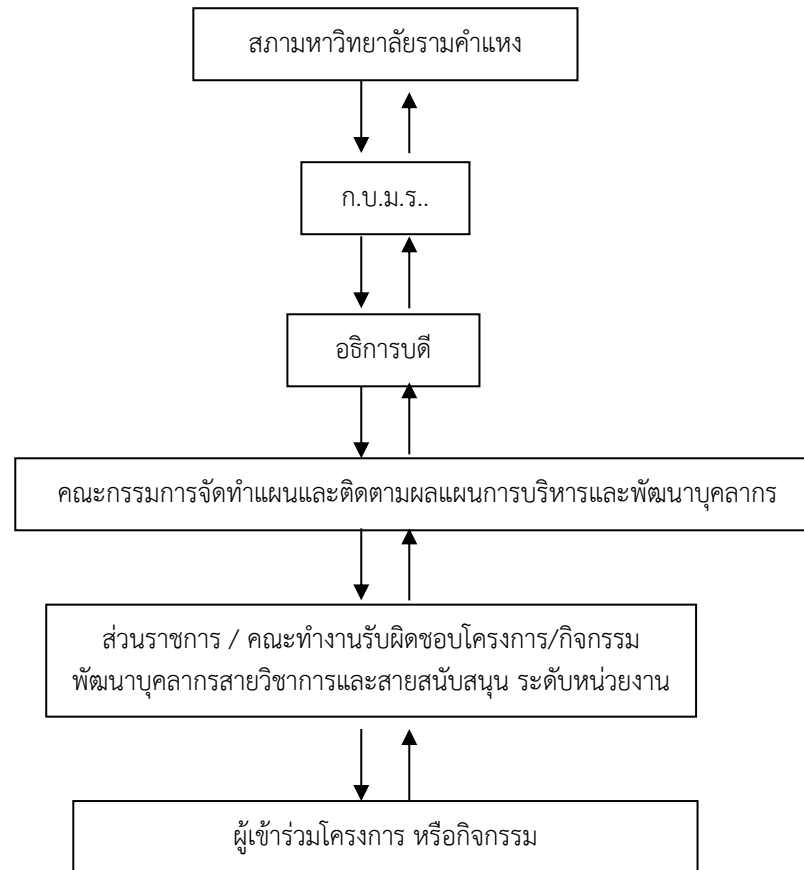 สภามหาวิทยาลัยรามคำแหง
ก.บ.ม.ร..
อธิการบดี
คณะกรรมการจัดทำแผนและติดตามผลแผนการบริหารและพัฒนาบุคลากร
ส่วนราชการ / คณะทำงานรับผิดชอบโครงการ/กิจกรรม
พัฒนาบุคลากรสายวิชาการและสายสนับสนุน ระดับหน่วยงาน
ผู้เข้าร่วมโครงการ หรือกิจกรรม